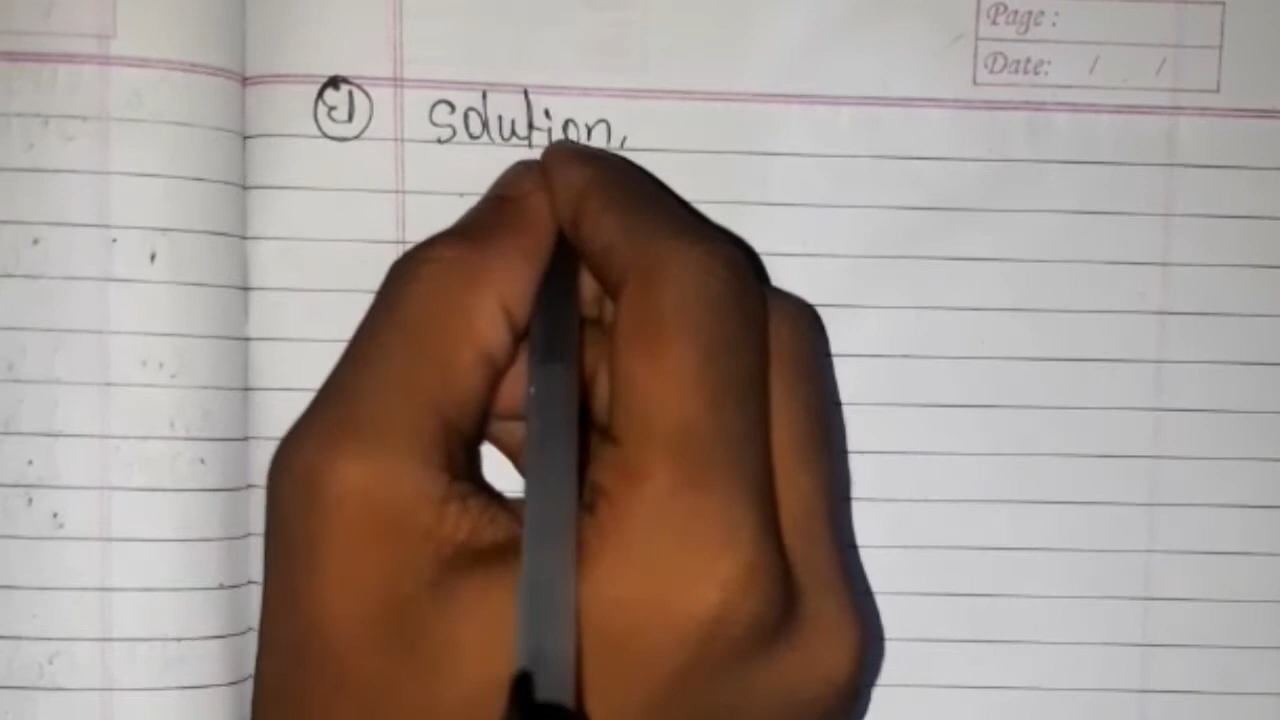 Page :
Date: / /
घ solution,